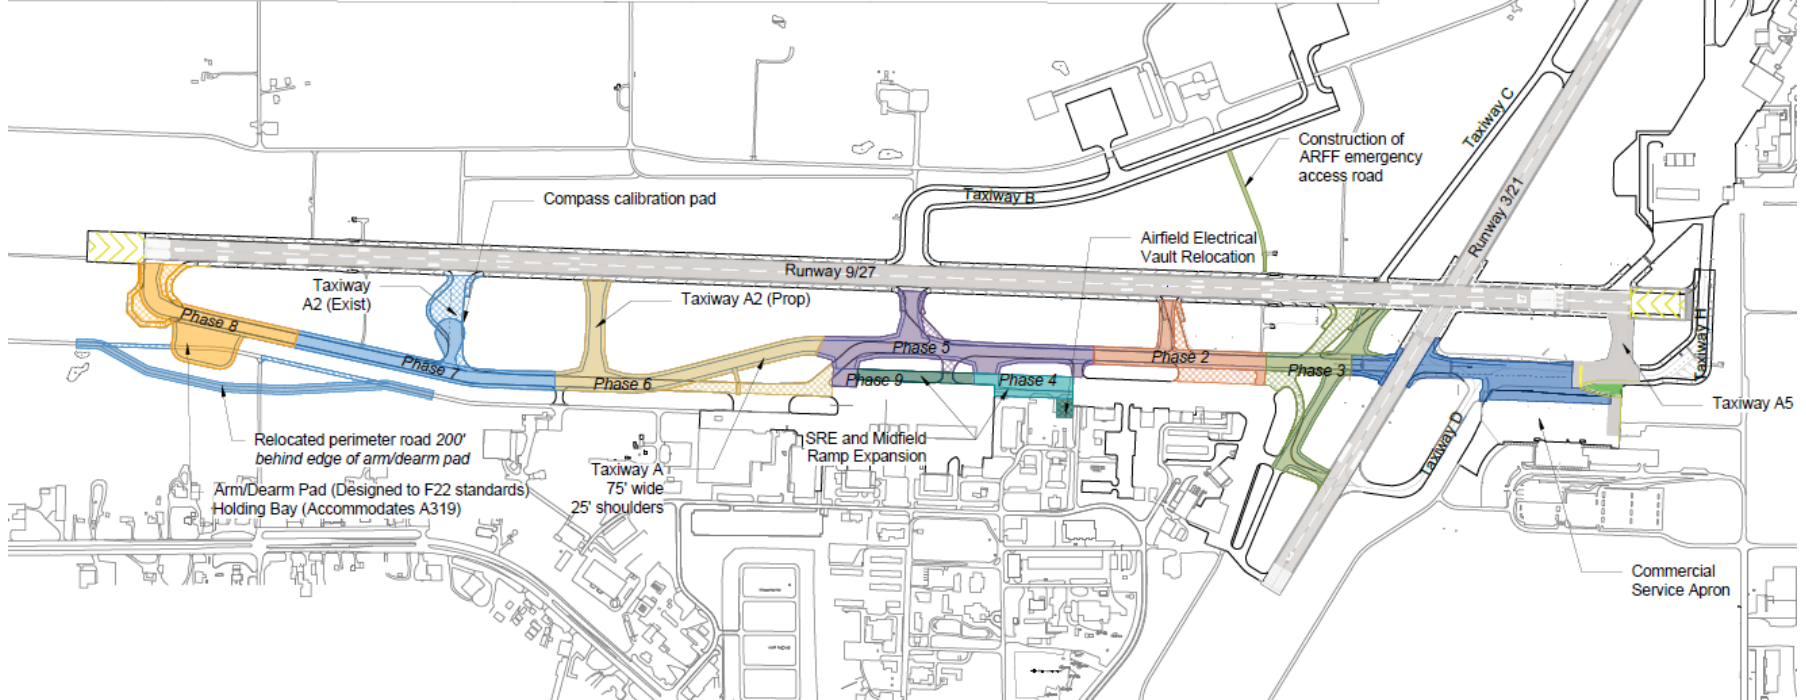 Taxiway C
Construction of
ARFF emergency
access road
Compass calibration pad
Taxiway B
Runway 3/21
Airfield Electrical
Vault Relocation
Runway 9/27
Taxiway
A2 (Exist)
Taxiway A2 (Prop)
Phase 8
Phase 7
Phase 6
Phase 5
Phase 9
Phase 4
Phase 2
Phase 3
Taxiway H
Taxiway A5
Taxiway D
Relocated perimeter road 200'
behind edge of arm/dearm pad
SRE and Midfield
Ramp Expansion
Taxiway A
75' wide
25' shoulders
Arm/Dearm Pad (Designed to F22 standards)
Holding Bay (Accommodates A319)
Commercial
Service Apron